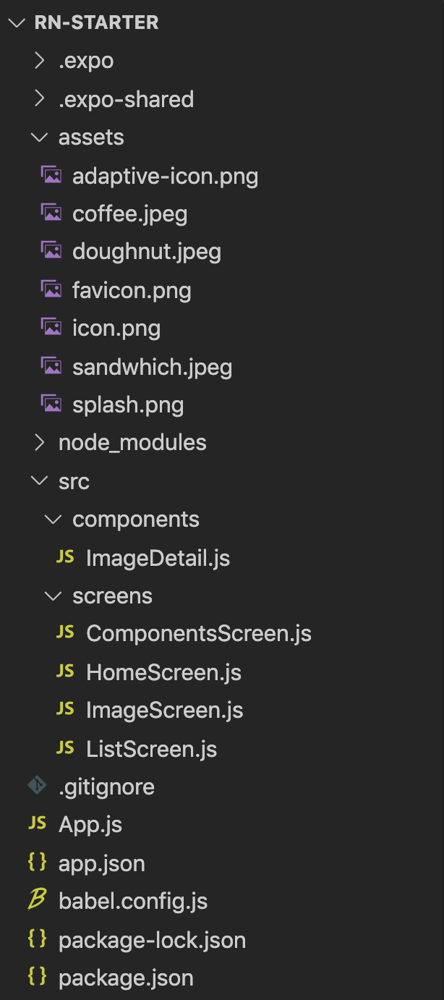 RN-STARTER
.expo
.expo-shared
assets
adaptive-icon.png
coffee.jpeg
doughnut.jpeg
favicon.png
icon.png
sandwhich.jpeg
splash.png
node_modules
src
components
JS ImageDetail.js
screens
JS ComponentsScreen.js
JS HomeScreen.js
JS ImageScreen.js
JS ListScreen.js
.gitignore
JS App.js
{} app.json
B babel.config.js
{} package-lock.json
{} package.json